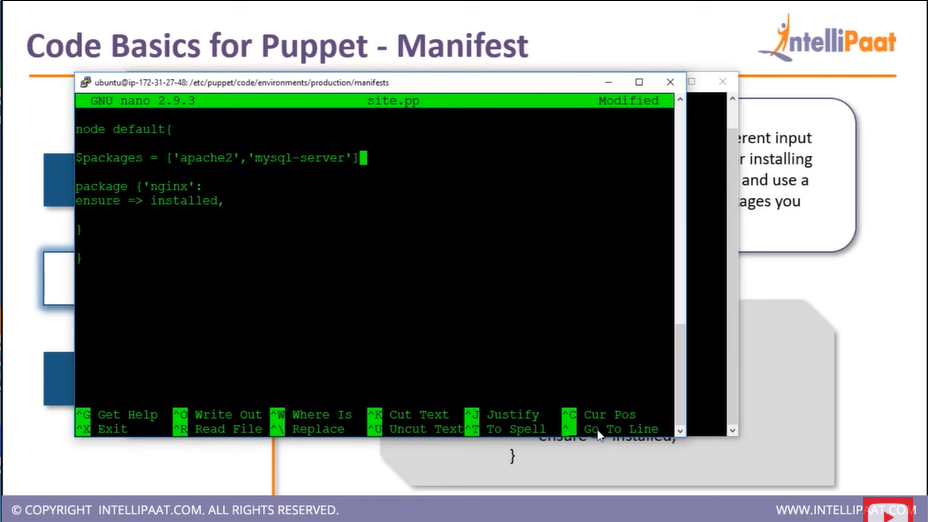 Code Basics for Puppet - Manifest
IntelliPaat
ubuntu@ip-172-31-27-48: /etc/puppet/code/environments/production/manifests
GNU nano 2.9.3 site.pp Modified
node default{
$packages = ['apache2','mysql-server']
package {'nginx':
ensure => installed,
}
}
erent input
r installing
and use a
ages you
^G Get Help ^O Write Out ^W Where Is ^K Cut Text ^J Justify ^C Cur Pos
^X Exit ^R Read File ^\ Replace ^U Uncut Text ^T To Spell ^_ Go To Line
ensure => installed,
}
© COPYRIGHT INTELLIPAAT.COM. ALL RIGHTS RESERVED.
WWW.INTELLIPAAT.COM